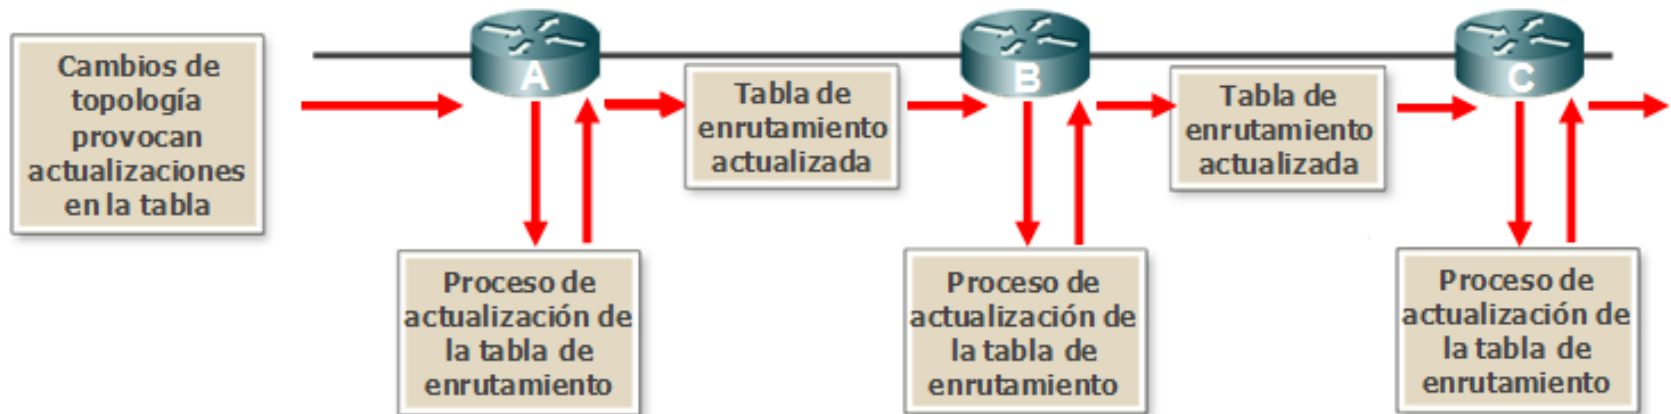 Cambios de
topología
provocan
actualizaciones
en la tabla
A
Tabla de
enrutamiento
actualizada
B
Tabla de
enrutamiento
actualizada
C
Proceso de
actualización de
la tabla de
enrutamiento
Proceso de
actualización de
la tabla de
enrutamiento
Proceso de
actualización de
la tabla de
enrutamiento